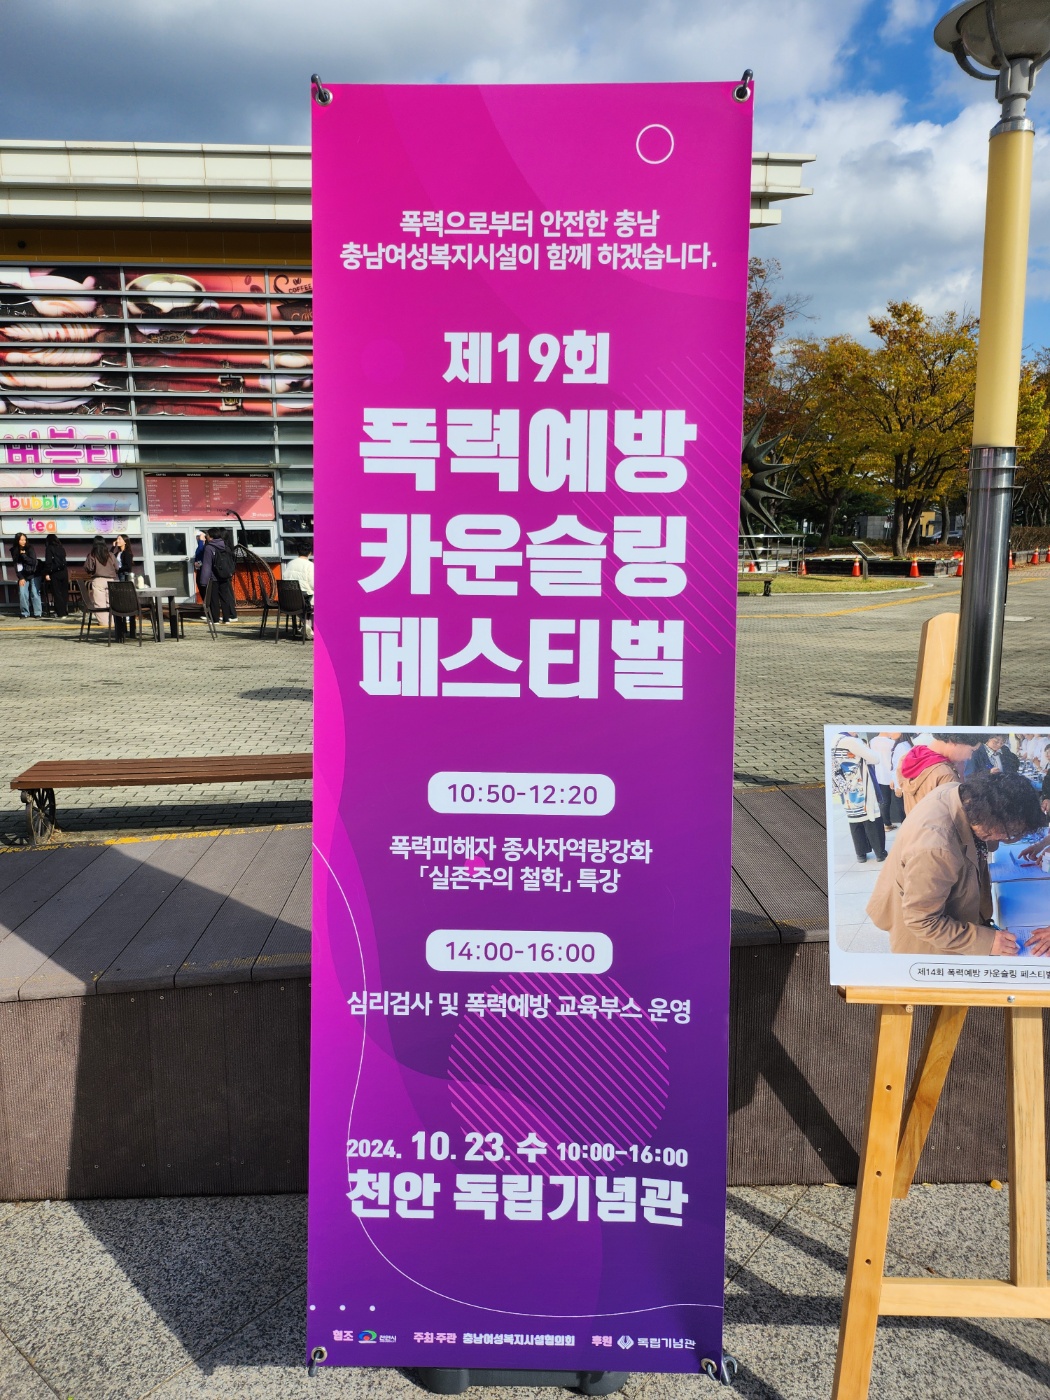 폭력으로부터 안전한 충남
충남여성복지시설이 함께 하겠습니다.
제19회
폭력예방
카운슬링
페스티벌
10:50-12:20
폭력피해자 종사자역량강화
「실존주의 철학」 특강
14:00-16:00
심리검사 및 폭력예방 교육부스 운영
2024. 10. 23. 수 10:00-16:00
천안 독립기념관
협조 천안시 주최·주관 충남여성복지시설협의회 후원 독립기념관
버블티
bubble
tea
COFFEE
제14회 폭력예방 카운슬링 페스티벌